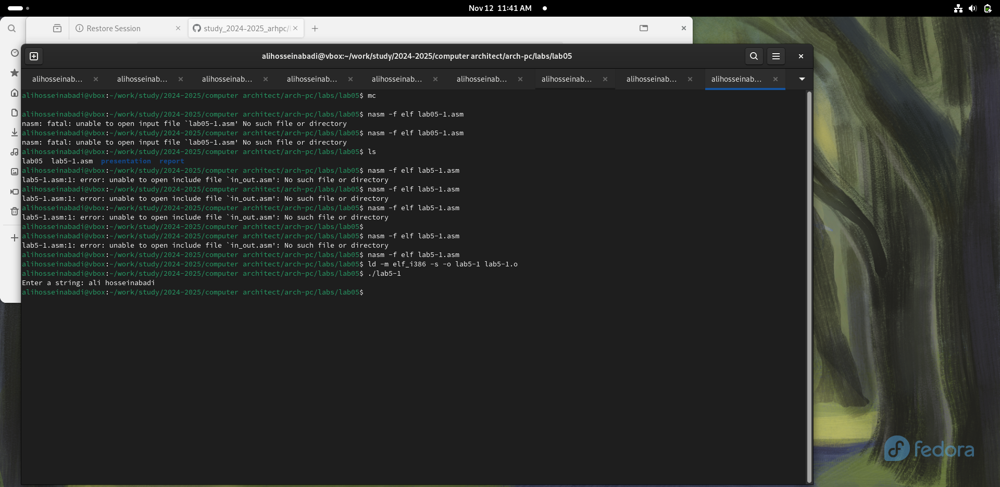 Nov 12 11:41 AM
Restore Session
study_2024-2025_arhpc/
alihosseinabadi@vbox:~/work/study/2024-2025/computer architect/arch-pc/labs/lab05
alihosseinab... alihosseinab... alihosseinab... alihosseinab... alihosseinab... alihosseinab... alihosseinab... alihosseinab... alihosseinab...
alihosseinabadi@vbox:~/work/study/2024-2025/computer architect/arch-pc/labs/lab05$ mc
alihosseinabadi@vbox:~/work/study/2024-2025/computer architect/arch-pc/labs/lab05$ nasm -f elf lab05-1.asm
nasm: fatal: unable to open input file `lab05-1.asm' No such file or directory
alihosseinabadi@vbox:~/work/study/2024-2025/computer architect/arch-pc/labs/lab05$ nasm -f elf lab05-1.asm
nasm: fatal: unable to open input file `lab05-1.asm' No such file or directory
alihosseinabadi@vbox:~/work/study/2024-2025/computer architect/arch-pc/labs/lab05$ ls
lab05  lab5-1.asm  presentation  report
alihosseinabadi@vbox:~/work/study/2024-2025/computer architect/arch-pc/labs/lab05$ nasm -f elf lab5-1.asm
lab5-1.asm:1: error: unable to open include file `in_out.asm': No such file or directory
alihosseinabadi@vbox:~/work/study/2024-2025/computer architect/arch-pc/labs/lab05$ nasm -f elf lab5-1.asm
lab5-1.asm:1: error: unable to open include file `in_out.asm': No such file or directory
alihosseinabadi@vbox:~/work/study/2024-2025/computer architect/arch-pc/labs/lab05$ nasm -f elf lab5-1.asm
lab5-1.asm:1: error: unable to open include file `in_out.asm': No such file or directory
alihosseinabadi@vbox:~/work/study/2024-2025/computer architect/arch-pc/labs/lab05$
alihosseinabadi@vbox:~/work/study/2024-2025/computer architect/arch-pc/labs/lab05$ nasm -f elf lab5-1.asm
lab5-1.asm:1: error: unable to open include file `in_out.asm': No such file or directory
alihosseinabadi@vbox:~/work/study/2024-2025/computer architect/arch-pc/labs/lab05$ nasm -f elf lab5-1.asm
alihosseinabadi@vbox:~/work/study/2024-2025/computer architect/arch-pc/labs/lab05$ ld -m elf_i386 -s -o lab5-1 lab5-1.o
alihosseinabadi@vbox:~/work/study/2024-2025/computer architect/arch-pc/labs/lab05$ ./lab5-1
Enter a string: ali hosseinabadi
alihosseinabadi@vbox:~/work/study/2024-2025/computer architect/arch-pc/labs/lab05$
fedora